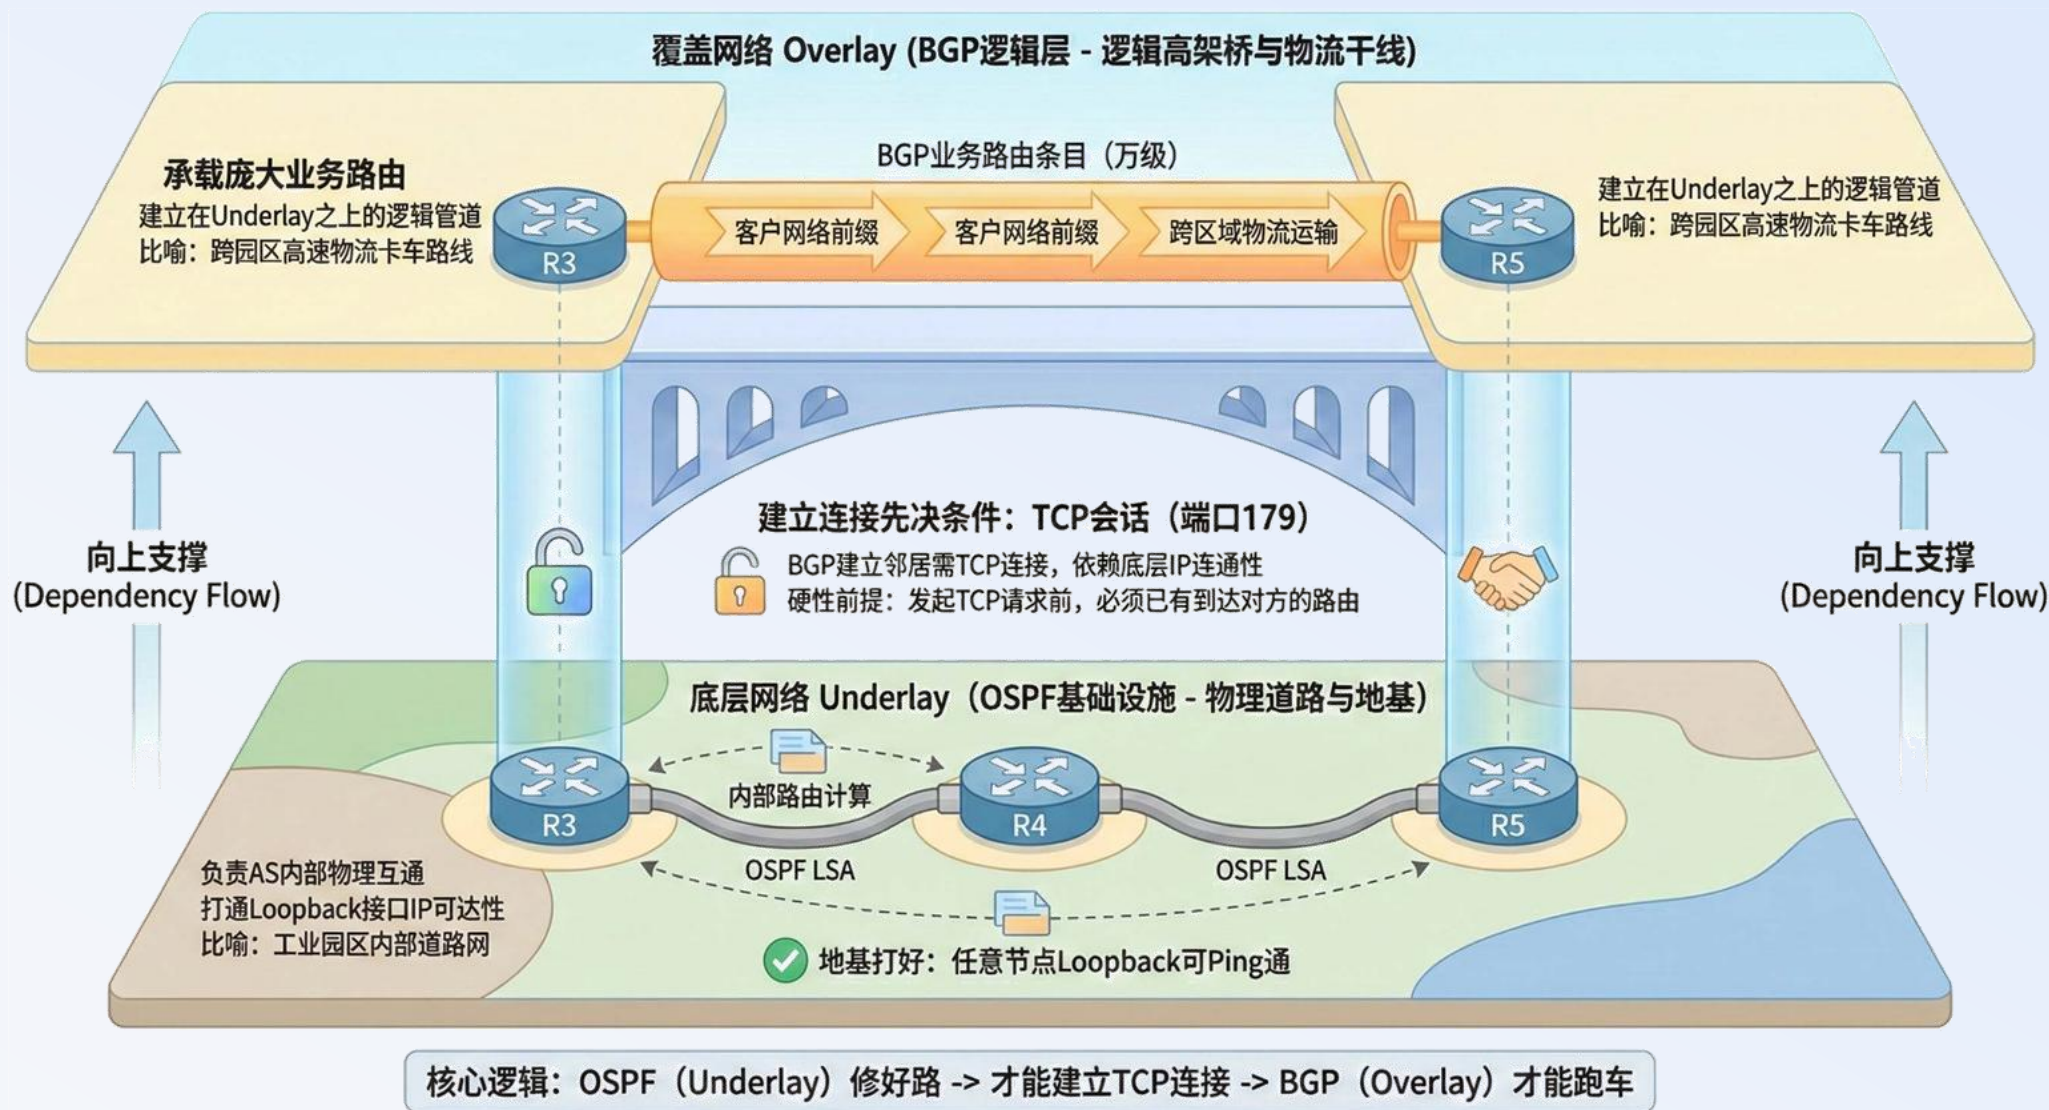 覆盖网络 Overlay (BGP逻辑层 - 逻辑高架桥与物流干线)
BGP业务路由条目（万级）
承载庞大业务路由
建立在Underlay之上的逻辑管道
比喻：跨园区高速物流卡车路线
R3
客户网络前缀
客户网络前缀
跨区域物流运输
R5
建立在Underlay之上的逻辑管道
比喻：跨园区高速物流卡车路线
向上支撑
(Dependency Flow)
建立连接先决条件：TCP会话（端口179）
BGP建立邻居需TCP连接，依赖底层IP连通性
硬性前提：发起TCP请求前，必须已有到达对方的路由
向上支撑
(Dependency Flow)
底层网络 Underlay（OSPF基础设施 - 物理道路与地基）
内部路由计算
R3
R4
R5
OSPF LSA
OSPF LSA
负责AS内部物理互通
打通Loopback接口IP可达性
比喻：工业园区内部道路网
地基打好：任意节点Loopback可Ping通
核心逻辑：OSPF（Underlay）修好路 -> 才能建立TCP连接 -> BGP（Overlay）才能跑车